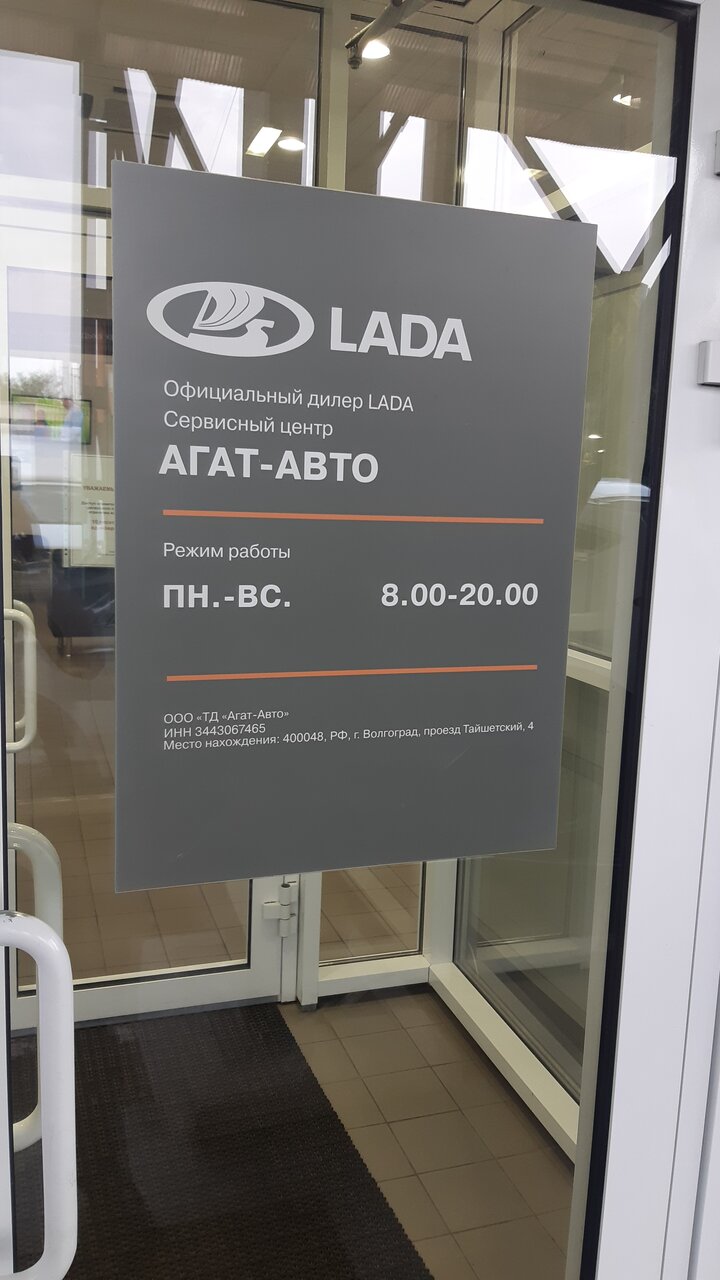 LADA
Официальный дилер LADA
Сервисный центр
АГАТ-АВТО
Режим работы
ПН.-ВС. 8.00-20.00
ООО «ТД «Агат-Авто»
ИНН 3443067465
Место нахождения: 400048, РФ, г. Волгоград, проезд Тайшетский, 4